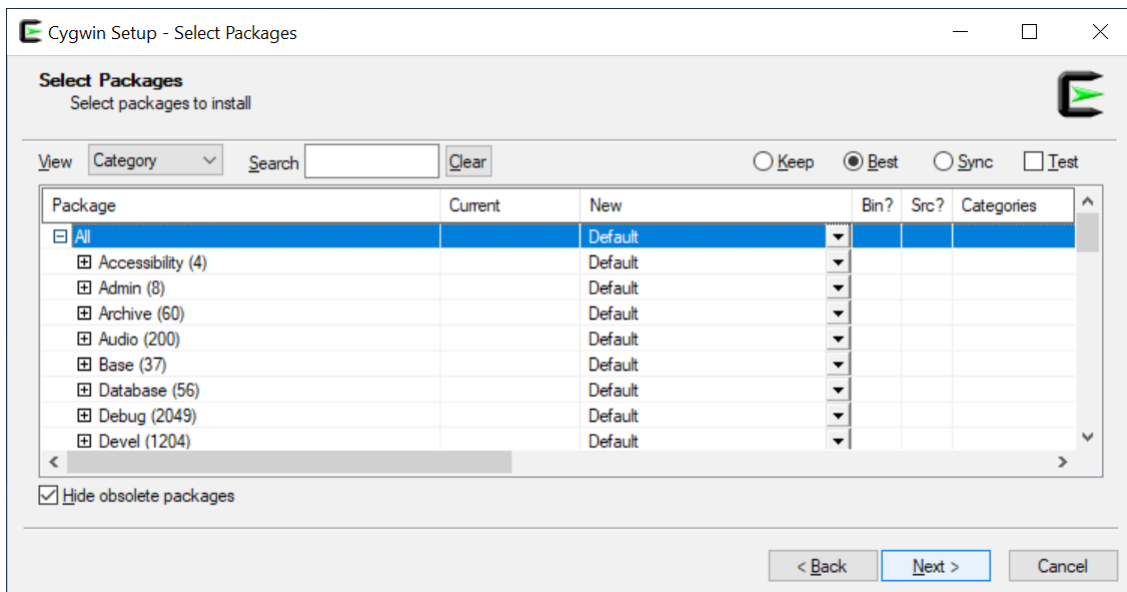 Cygwin Setup - Select Packages
Select Packages
Select packages to install
View Category Search Clear Keep Best Sync Test
Package Current New Bin? Src? Categories
All Default
Accessibility (4) Default
Admin (8) Default
Archive (60) Default
Audio (200) Default
Base (37) Default
Database (56) Default
Debug (2049) Default
Devel (1204) Default
Hide obsolete packages
< Back Next > Cancel